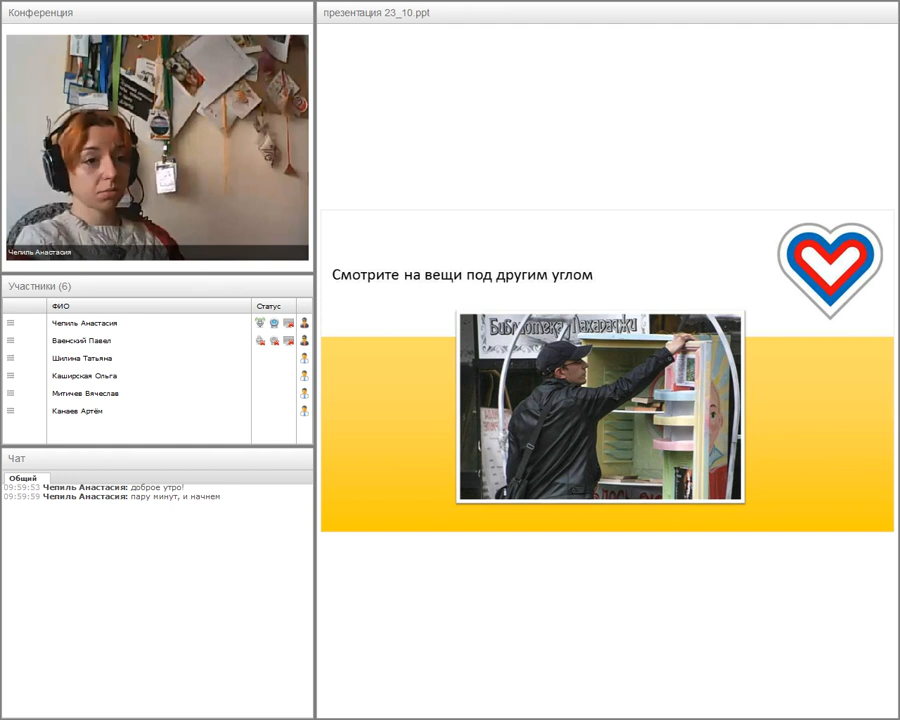 Конференция
Чепиль Анастасия
Участники (6)
ФИО Статус
Чепиль Анастасия
Ваенский Павел
Шилина Татьяна
Каширская Ольга
Митичев Вячеслав
Канаев Артём
Чат
Общий
09:59:53 Чепиль Анастасия: доброе утро!
09:59:59 Чепиль Анастасия: пару минут, и начнем
презентация 23_10.ppt
Смотрите на вещи под другим углом
Библиотека Махараджи